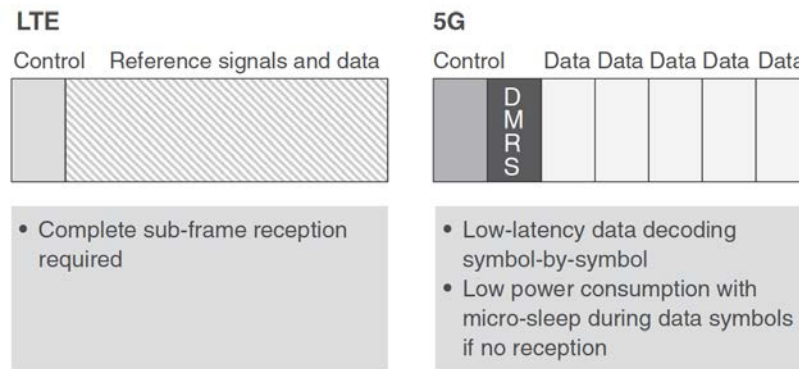 LTE
Control Reference signals and data
• Complete sub-frame reception
required
5G
Control Data Data Data Data Data
D
M
R
S
• Low-latency data decoding
symbol-by-symbol
• Low power consumption with
micro-sleep during data symbols
if no reception